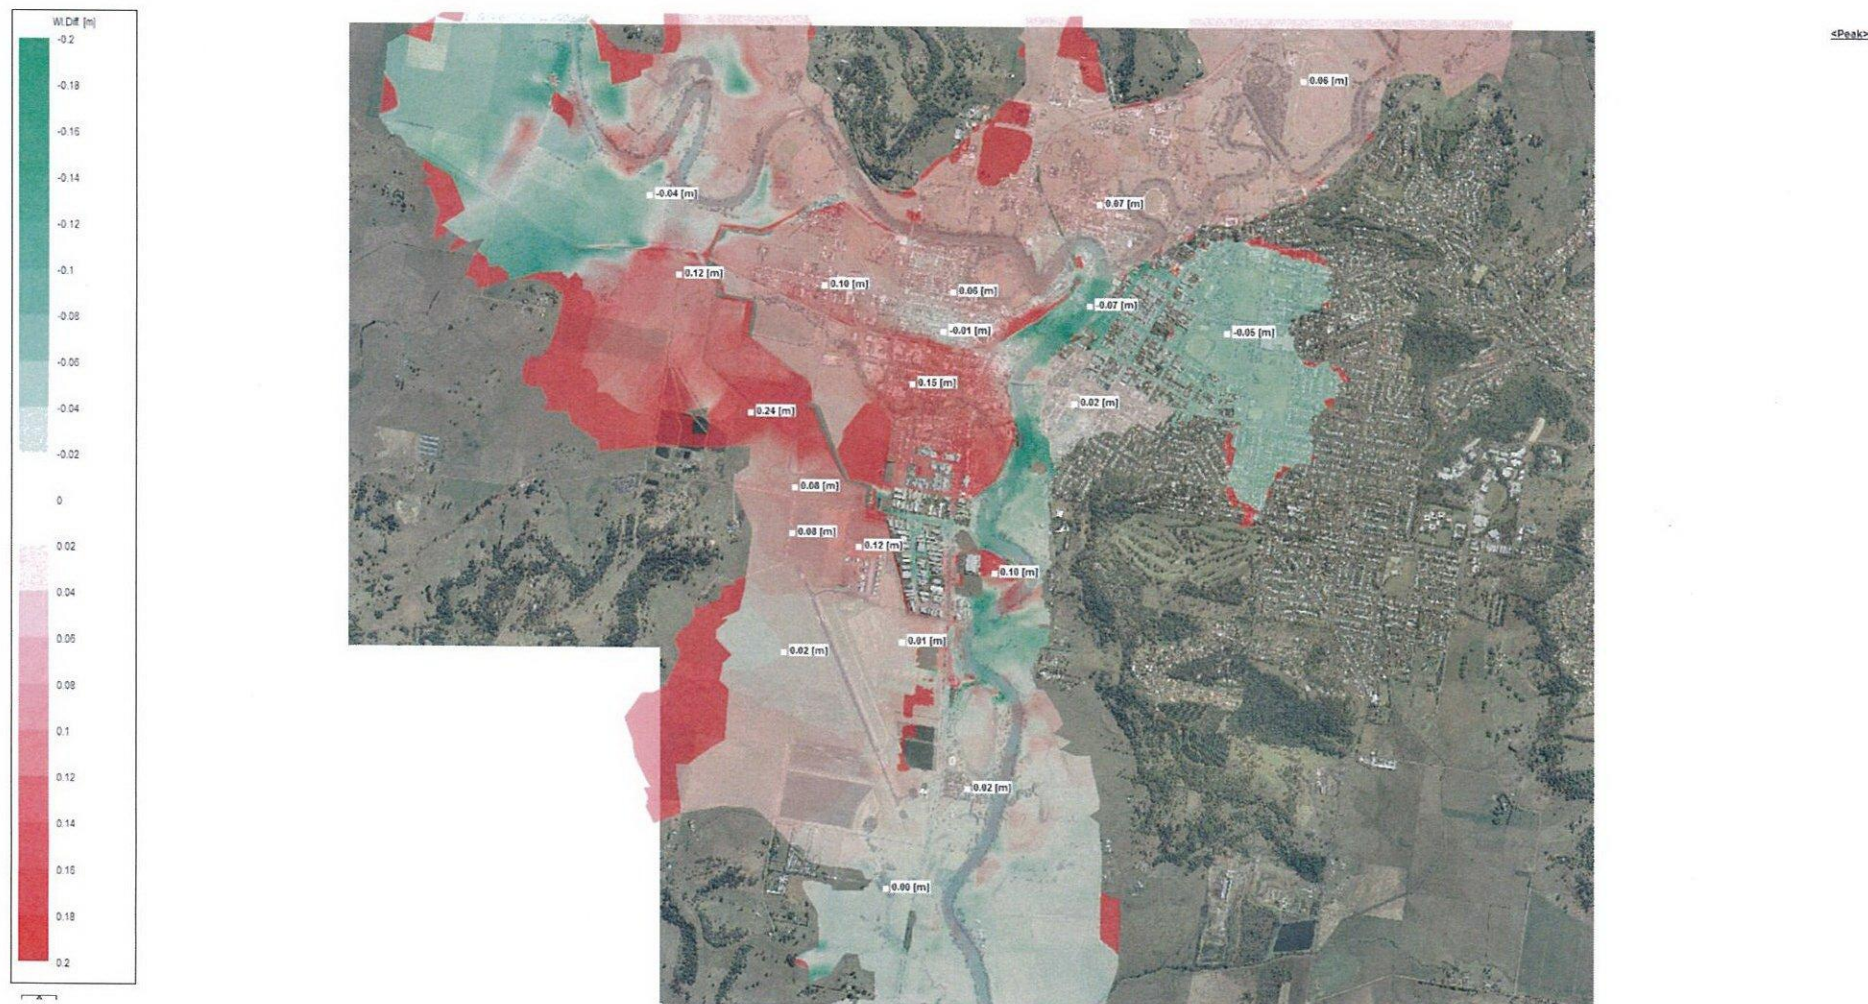 WI.Diff. [m]
-0.2
-0.18
-0.16
-0.14
-0.12
-0.1
-0.08
-0.06
-0.04
-0.02
0
0.02
0.04
0.06
0.08
0.1
0.12
0.14
0.16
0.18
0.2
<Peak>
0.06 [m]
-0.04 [m]
0.07 [m]
0.12 [m]
0.10 [m]
0.06 [m]
-0.07 [m]
-0.01 [m]
-0.05 [m]
0.15 [m]
0.02 [m]
0.24 [m]
0.08 [m]
0.08 [m]
0.12 [m]
0.10 [m]
0.01 [m]
0.02 [m]
0.02 [m]
0.00 [m]